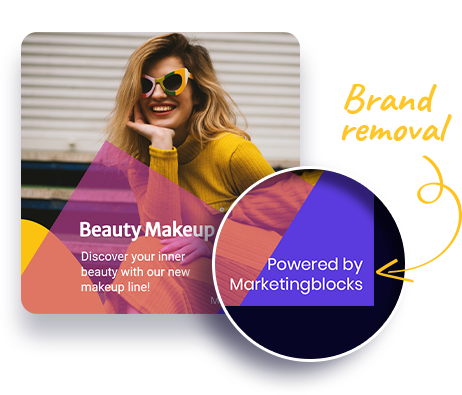 Brand
removal
Beauty Makeup
Discover your inner
beauty with our new
makeup line!
Powered by
Marketingblocks